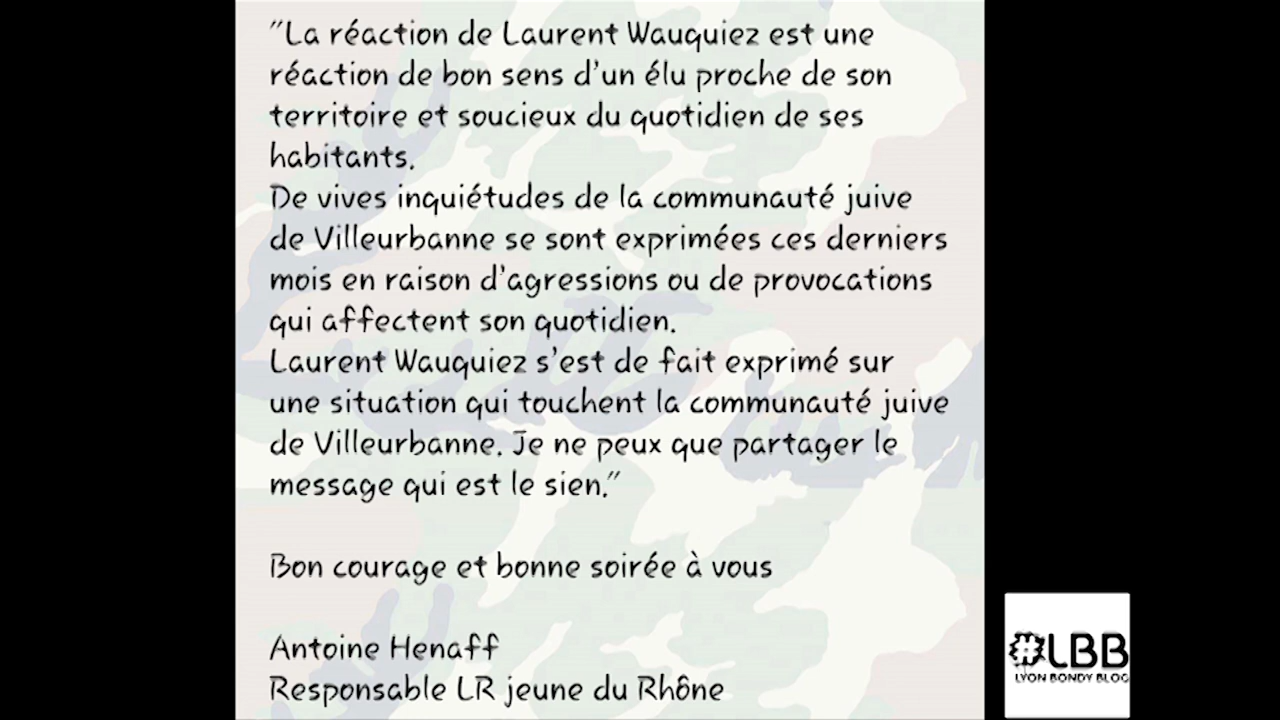 "La réaction de Laurent Wauquiez est une
réaction de bon sens d'un élu proche de son
territoire et soucieux du quotidien de ses
habitants.
De vives inquiétudes de la communauté juive
de Villeurbanne se sont exprimées ces derniers
mois en raison d'agressions ou de provocations
qui affectent son quotidien.
Laurent Wauquiez s'est de fait exprimé sur
une situation qui touchent la communauté juive
de Villeurbanne. Je ne peux que partager le
message qui est le sien."
Bon courage et bonne soirée à vous
Antoine Henaff
Responsable LR jeune du Rhône
#LBB
LYON BONDY BLOG